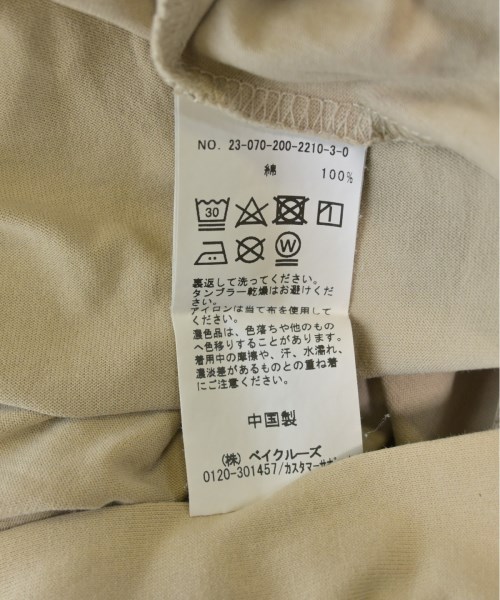 NO. 23-070-200-2210-3-0
綿 100%
30
W
裏返して洗ってください。
タンブラー乾燥はお避けくだ
さい。
アイロンは当て布を使用して
ください。
濃色品は、色落ちや他のもの
へ色移りすることがあります。
着用中の摩擦や、汗、水濡れ、
濃淡差があるものとの重ね着
にご注意ください。
中国製
(株) ベイクルーズ
0120-301457/カスタマーサ